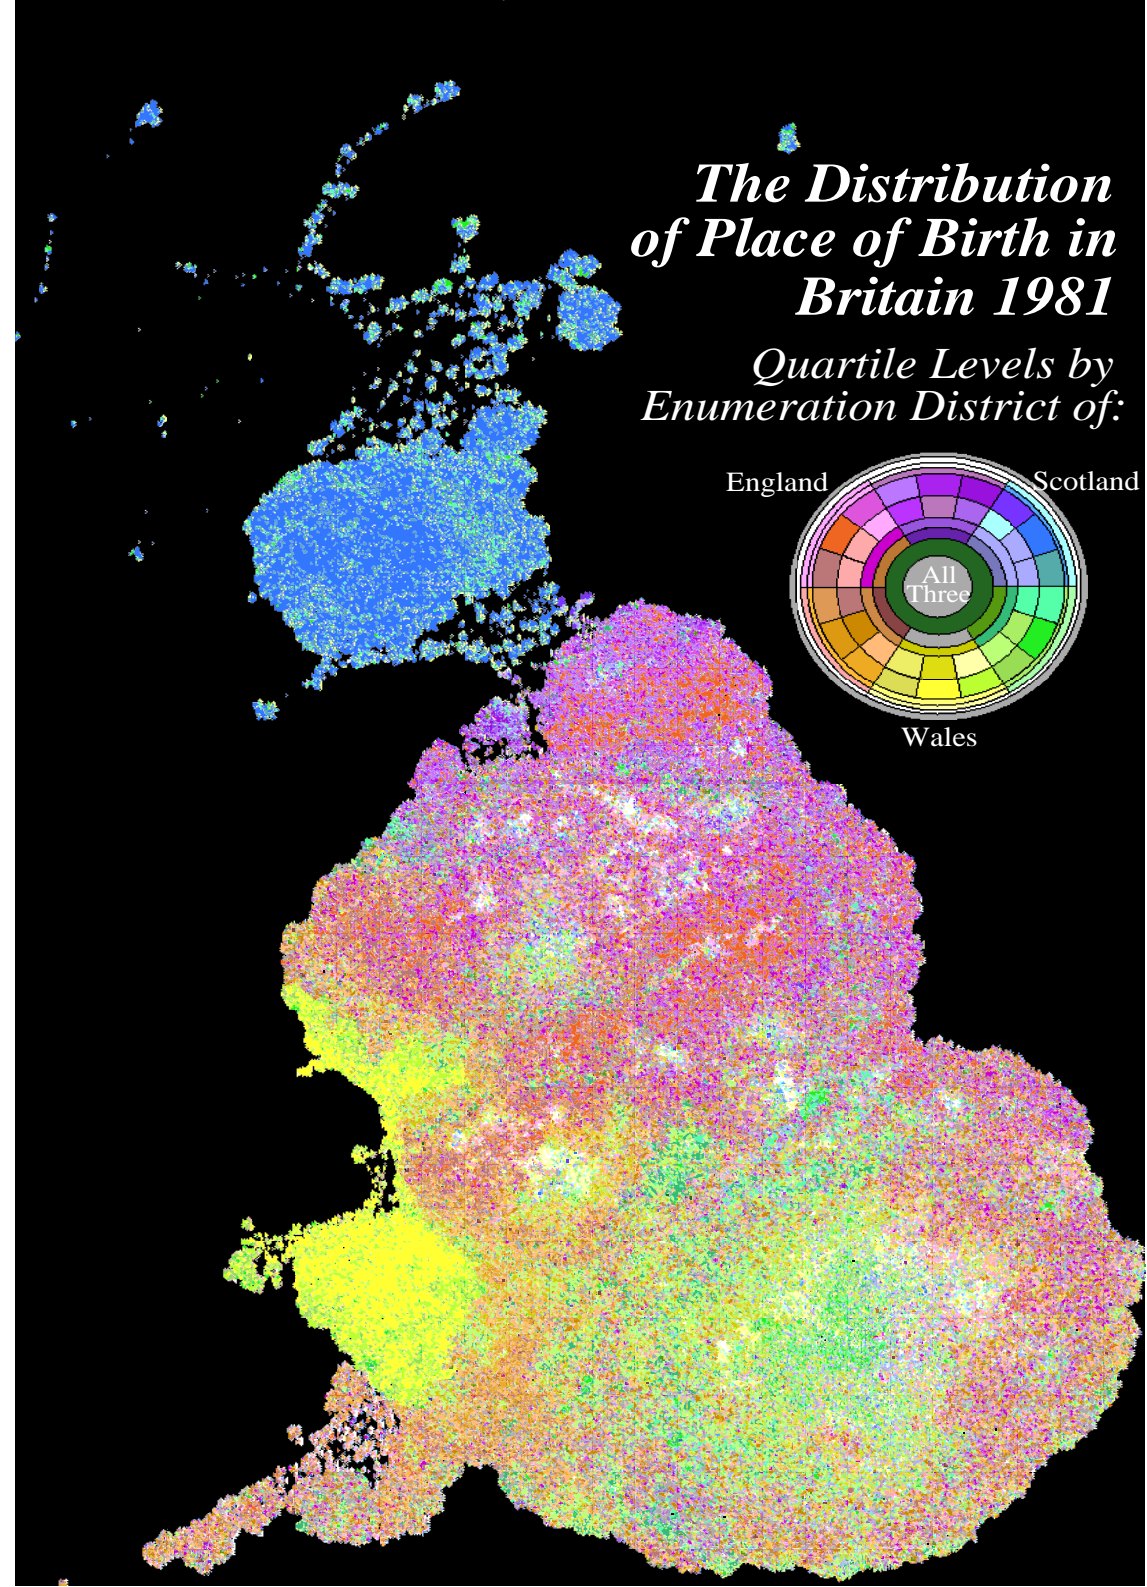 The Distribution
of Place of Birth in
Britain 1981
Quartile Levels by
Enumeration District of:
England
Scotland
All
Three
Wales